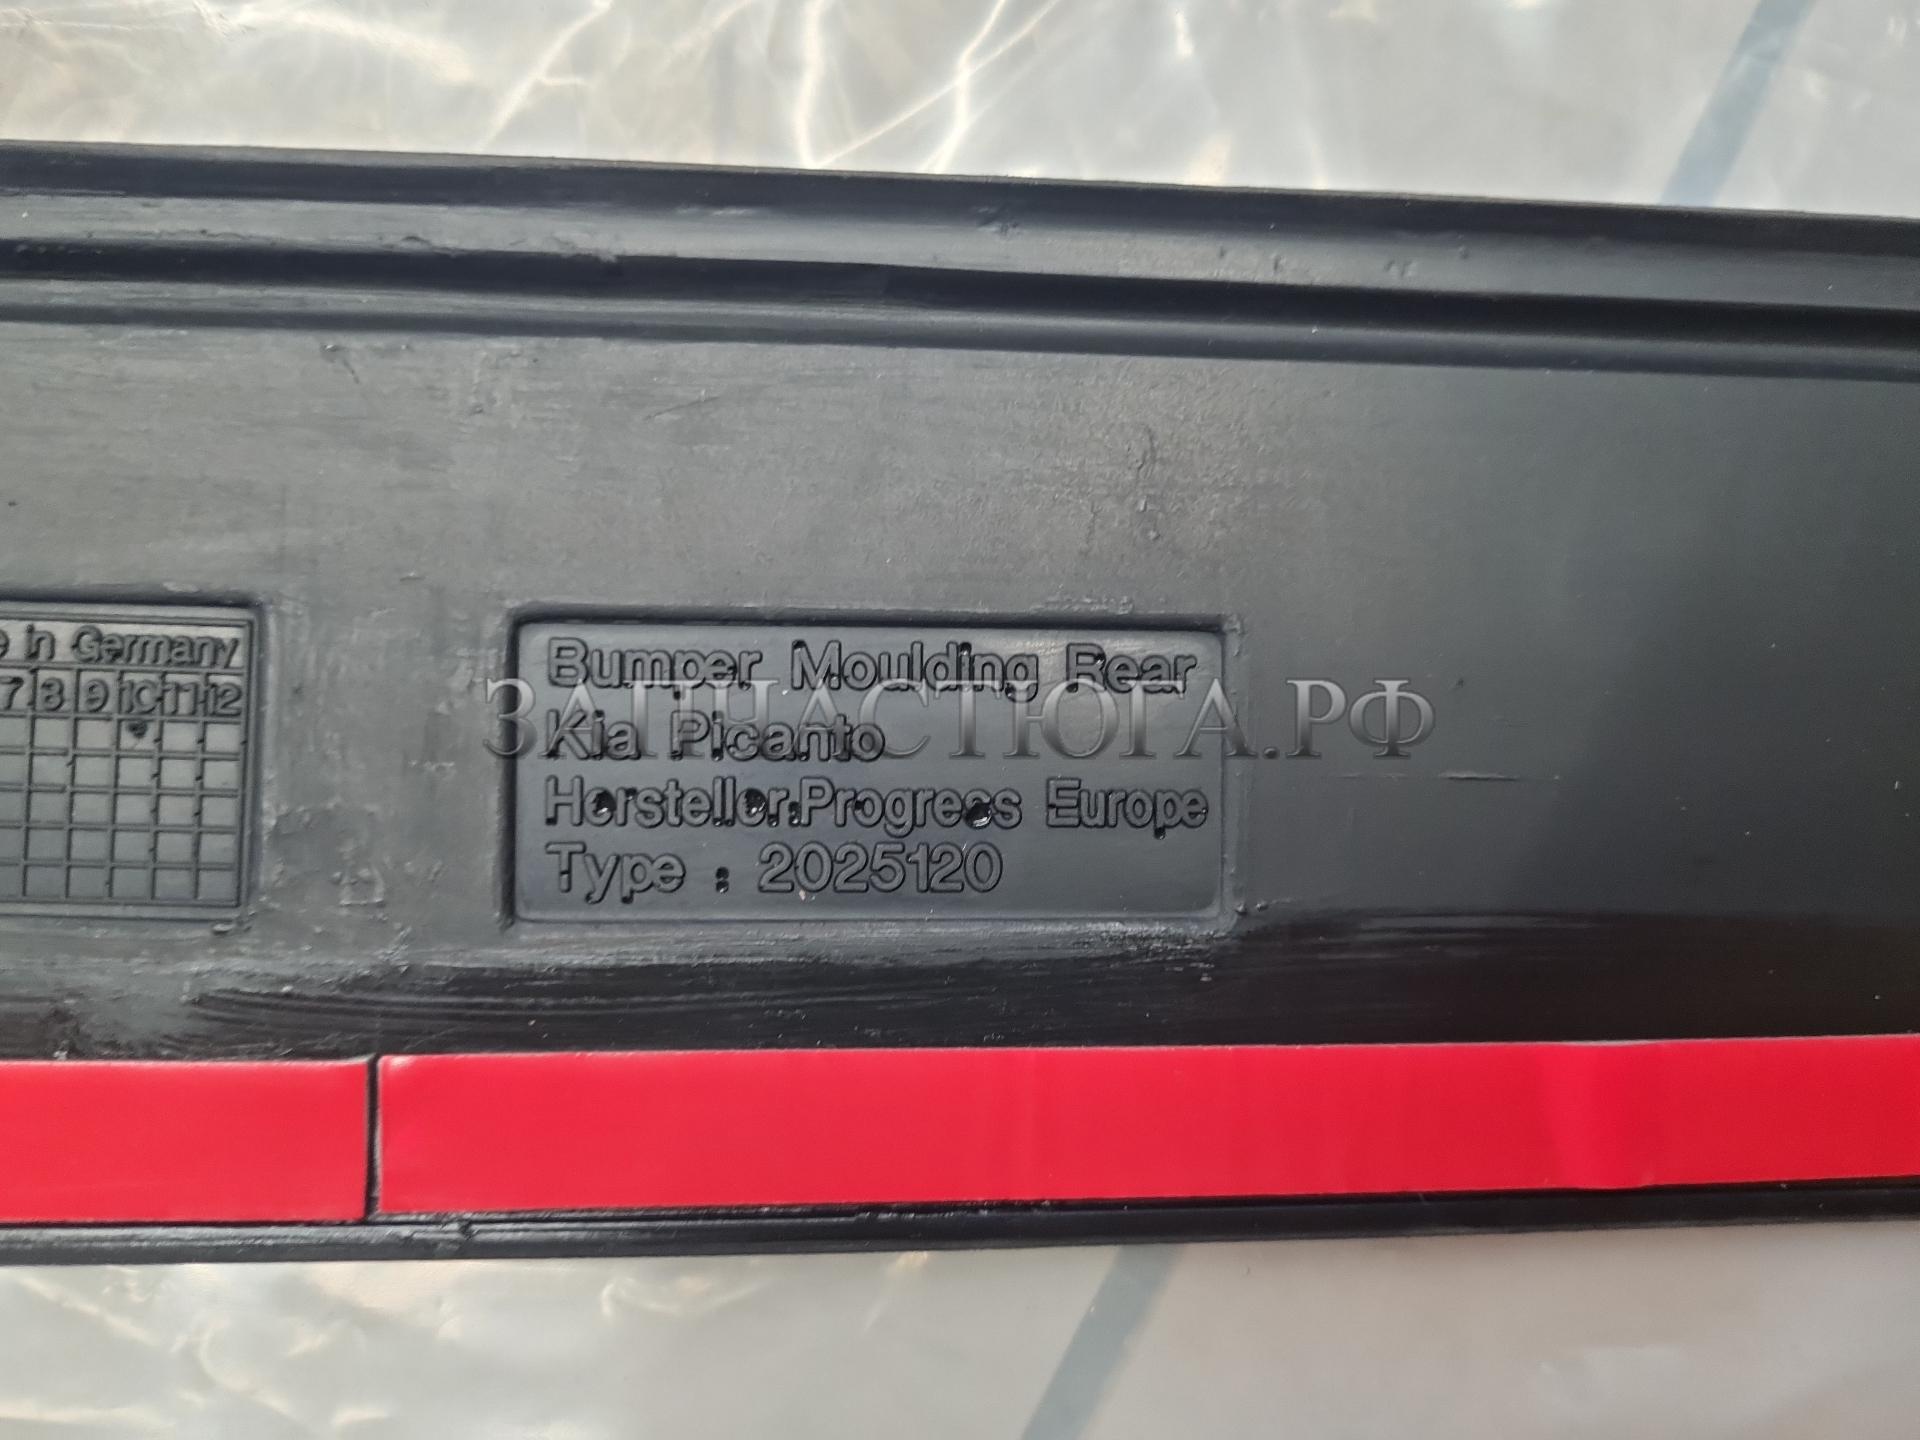 in Germany
7 8 9 10 11 12
Bumper Moulding Rear
Kia Picanto
Hersteller:Progress Europe
Type : 2025120
ЗАПЧАСТЮГА.РФ